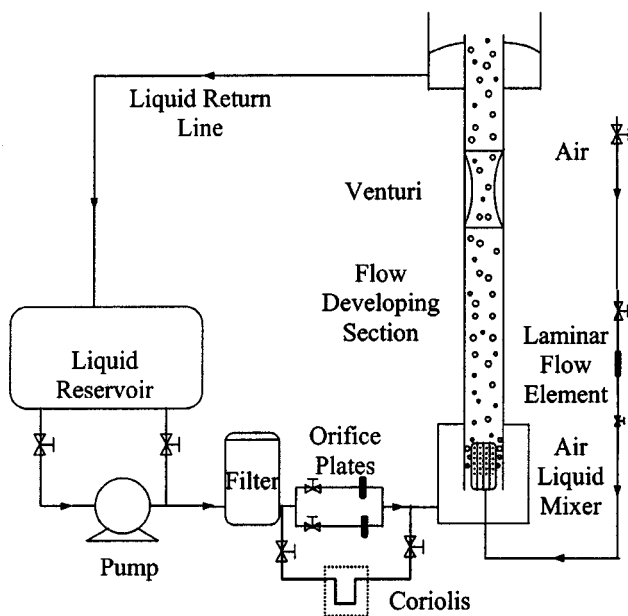 Liquid Return
Line
Air
Venturi
Flow
Developing
Section
Laminar
Flow
Element
Liquid
Reservoir
Orifice
Plates
Filter
Air
Liquid
Mixer
Pump
Coriolis